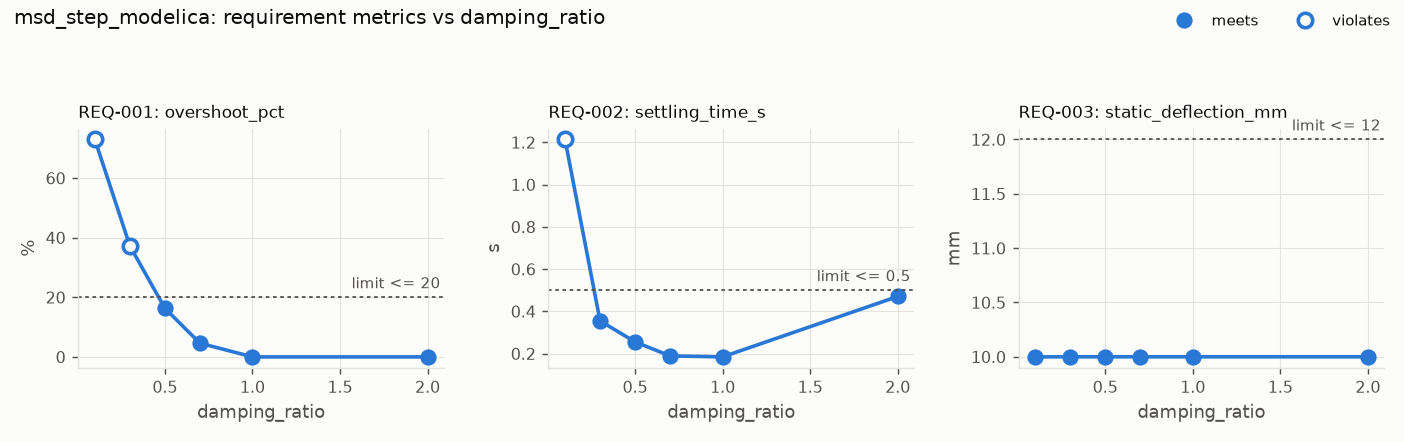 msd_step_modelica: requirement metrics vs damping_ratio
meets
violates
REQ-001: overshoot_pct
%
60
40
20
0
limit <= 20
0.5
1.0
1.5
2.0
damping_ratio
REQ-002: settling_time_s
s
1.2
1.0
0.8
0.6
0.4
0.2
limit <= 0.5
0.5
1.0
1.5
2.0
damping_ratio
REQ-003: static_deflection_mm
limit <= 12
mm
12.0
11.5
11.0
10.5
10.0
0.5
1.0
1.5
2.0
damping_ratio